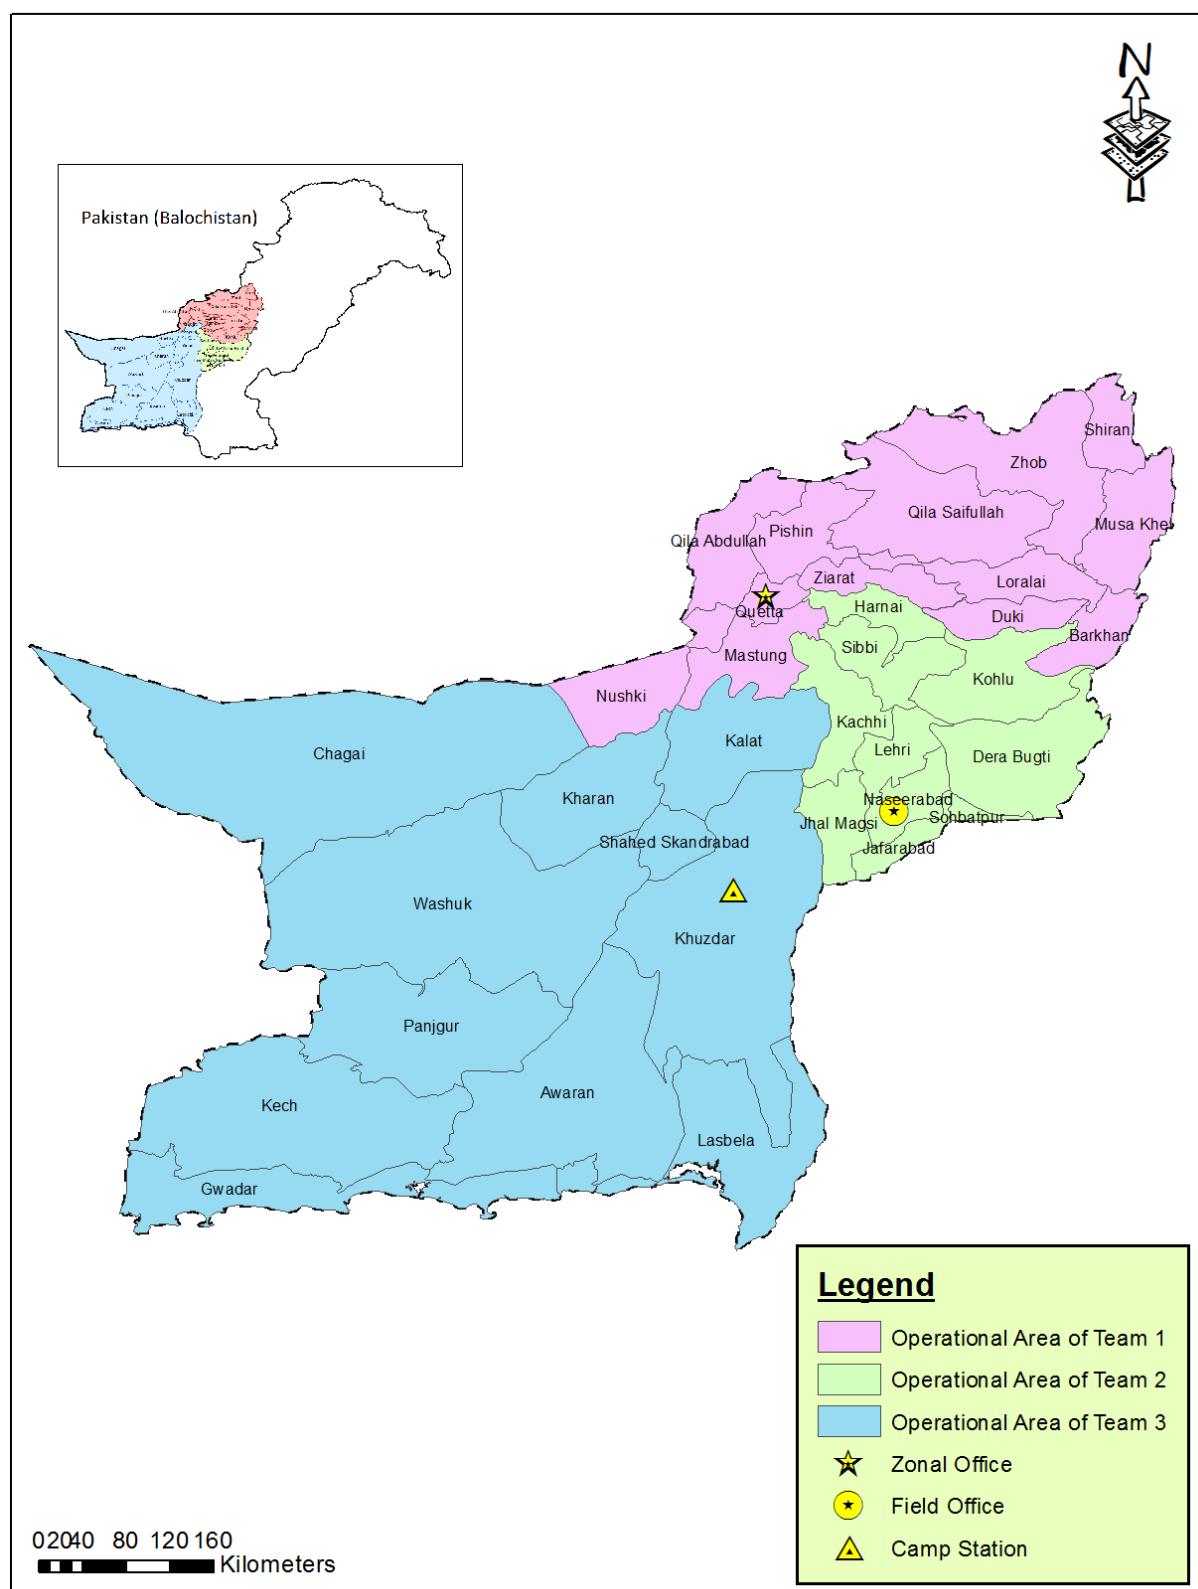 N
Pakistan (Balochistan)
Shiran
Zhob
Qila Saifullah
Musa Khel
Qila Abdullah
Pishin
Ziarat
Loralai
Quetta
Harnai
Duki
Barkhan
Mastung
Sibbi
Kohlu
Nushki
Kachhi
Chagai
Kalat
Lehri
Dera Bugti
Kharan
Naseerabad
Jhal Magsi
Sohbatpur
Shahed Skandrabad
Jafarabad
Washuk
Khuzdar
Panjgur
Awaran
Kech
Lasbela
Gwadar
Legend
Operational Area of Team 1
Operational Area of Team 2
Operational Area of Team 3
Zonal Office
Field Office
Camp Station
0 20 40 80 120 160
Kilometers